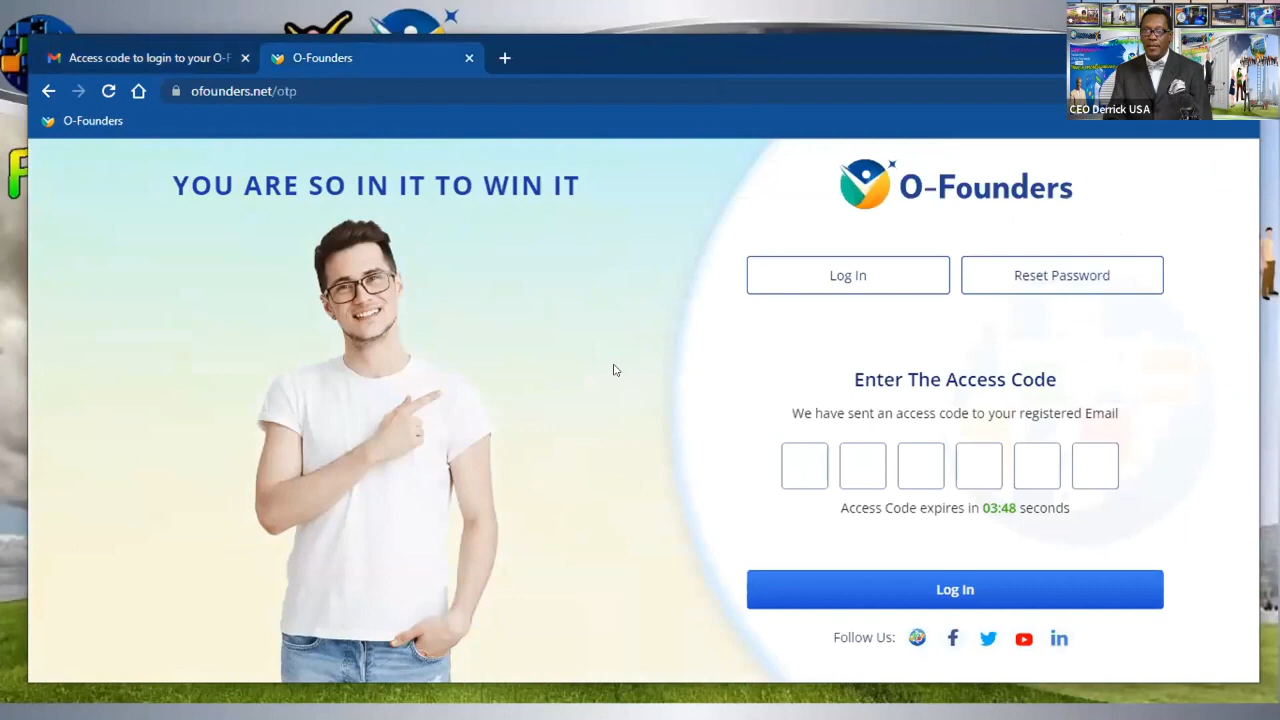 Access code to login to your O-F
O-Founders
ofounders.net/otp
O-Founders
CEO Derrick USA
YOU ARE SO IN IT TO WIN IT
O-Founders
Log In
Reset Password
Enter The Access Code
We have sent an access code to your registered Email
Access Code expires in 03:48 seconds
Log In
Follow Us: